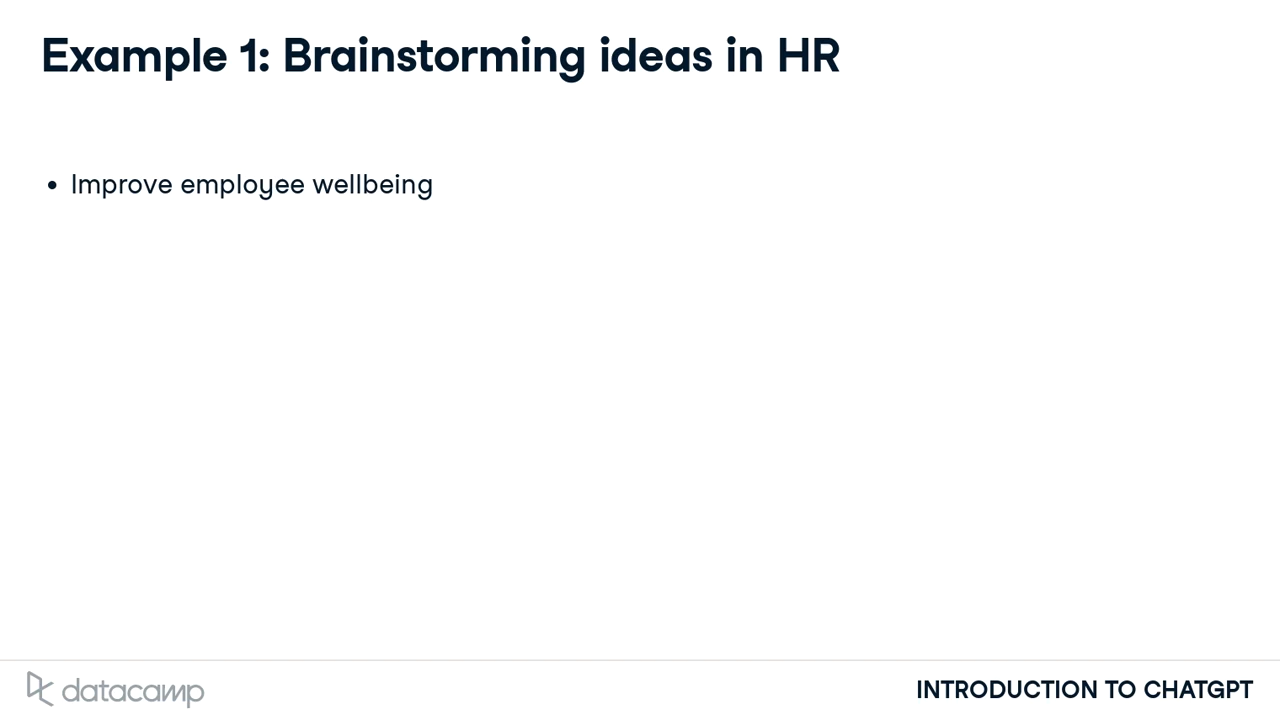 Example 1: Brainstorming ideas in HR
• Improve employee wellbeing
datacamp
INTRODUCTION TO CHATGPT